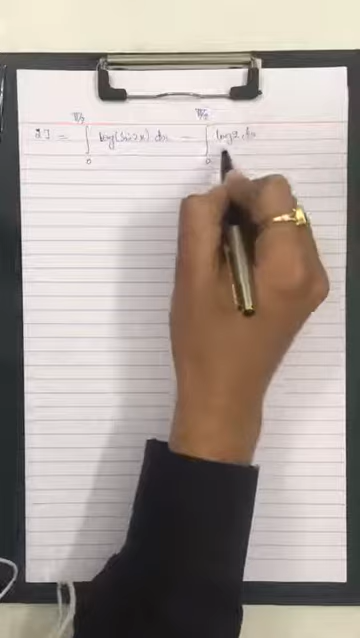 2I = ∫₀^{π/2} log(sin2x) dx − ∫₀^{π/2} log2 dx